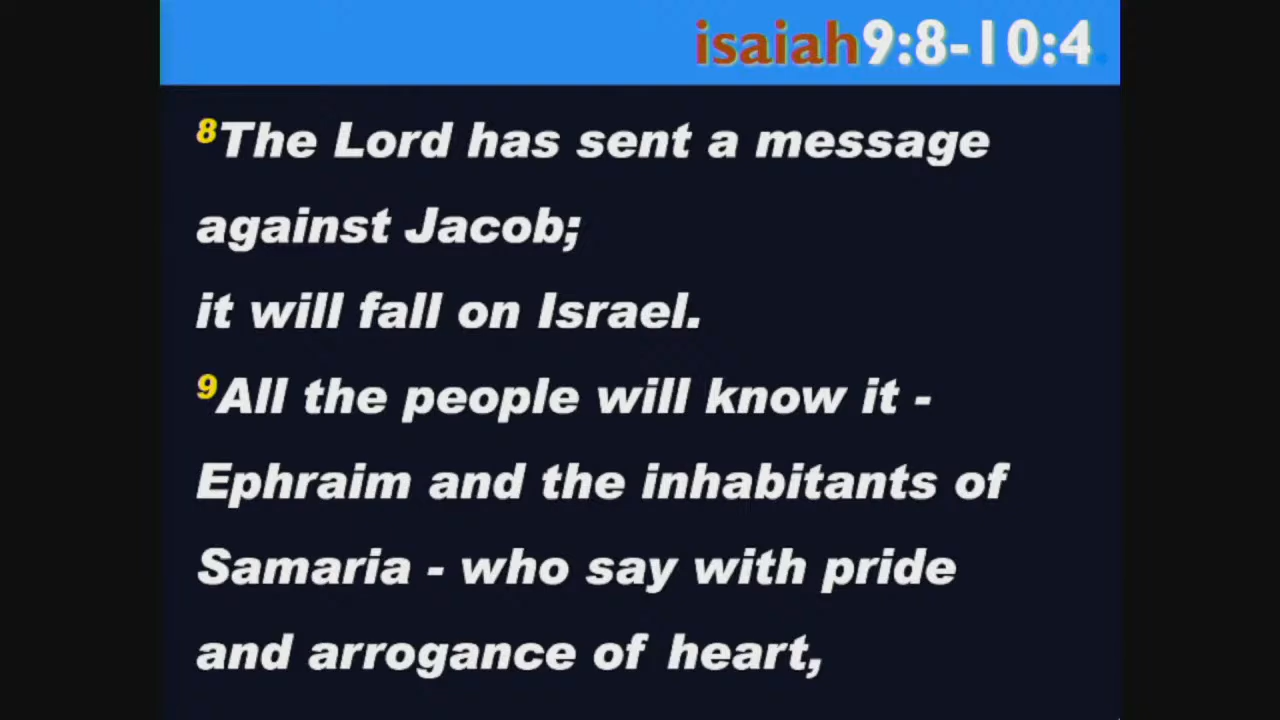 isaiah9:8-10:4
8The Lord has sent a message
against Jacob;
it will fall on Israel.
9All the people will know it -
Ephraim and the inhabitants of
Samaria - who say with pride
and arrogance of heart,